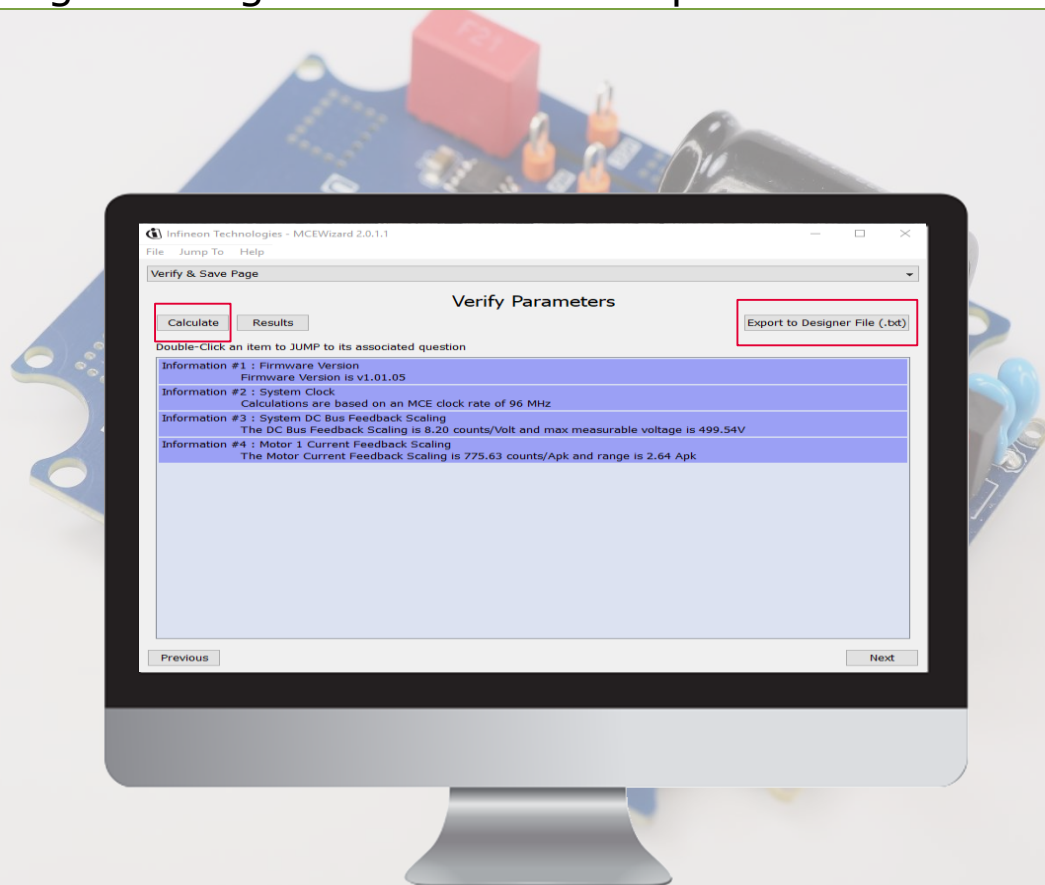 Infineon Technologies - MCEWizard 2.0.1.1
File Jump To Help
Verify & Save Page
Verify Parameters
Calculate Results Export to Designer File (.txt)
Double-Click an item to JUMP to its associated question
Information #1 : Firmware Version
Firmware Version is v1.01.05
Information #2 : System Clock
Calculations are based on an MCE clock rate of 96 MHz
Information #3 : System DC Bus Feedback Scaling
The DC Bus Feedback Scaling is 8.20 counts/Volt and max measurable voltage is 499.54V
Information #4 : Motor 1 Current Feedback Scaling
The Motor Current Feedback Scaling is 775.63 counts/Apk and range is 2.64 Apk
Previous Next